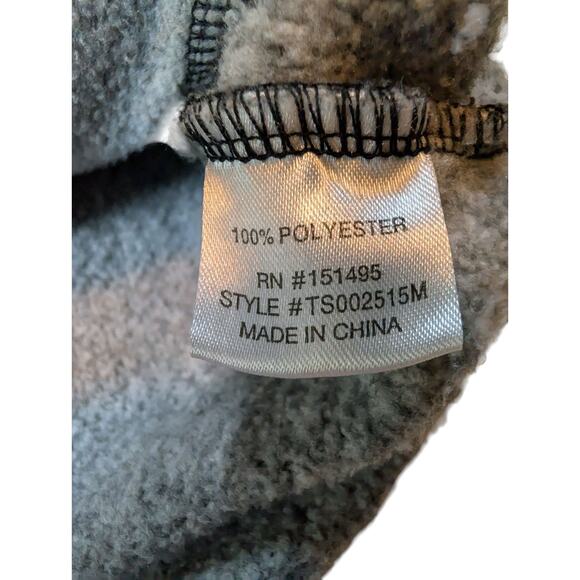 100% POLYESTER
RN #151495
STYLE #TS002515M
MADE IN CHINA